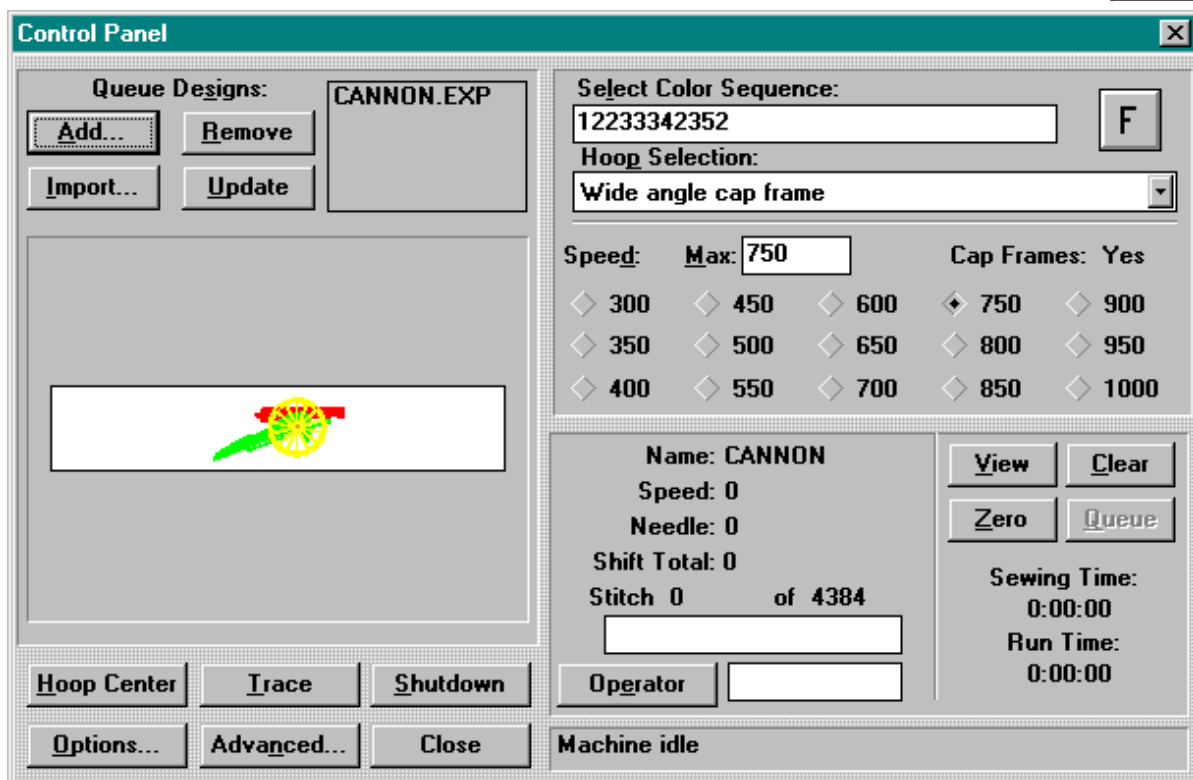 Control Panel
Queue Designs:
CANNON.EXP
Add...
Remove
Import...
Update
Select Color Sequence:
12233342352
F
Hoop Selection:
Wide angle cap frame
Speed:
Max: 750
Cap Frames: Yes
300 450 600 750 900
350 500 650 800 950
400 550 700 850 1000
Name: CANNON
Speed: 0
Needle: 0
Shift Total: 0
Stitch 0 of 4384
Operator
View
Clear
Zero
Queue
Sewing Time:
0:00:00
Run Time:
0:00:00
Hoop Center
Trace
Shutdown
Options...
Advanced...
Close
Machine idle